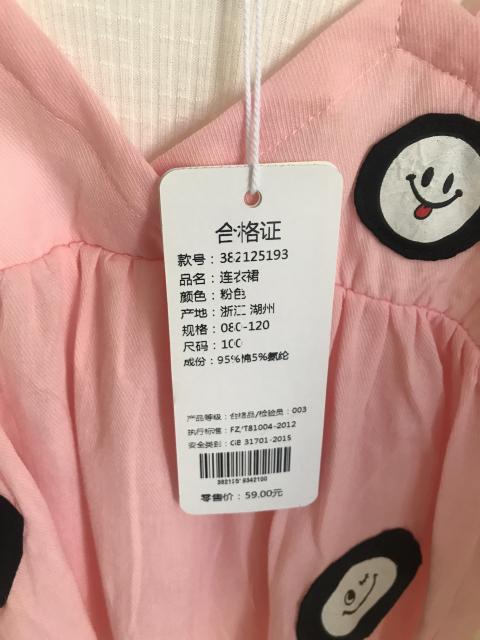 合格证
款号：382125193
品名：连衣裙
颜色：粉色
产地：浙江 湖州
规格：080-120
尺码：100
成份：95%棉5%氨纶
产品等级：合格品/检验员：003
执行标准：FZ/T81004-2012
安全类别：GB 31701-2015
零售价：59.00元